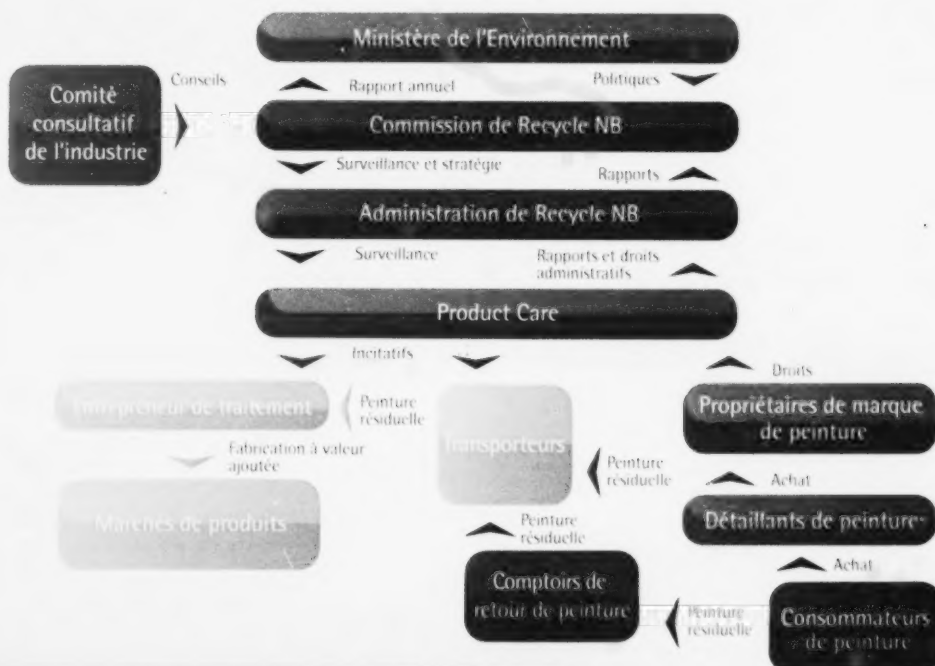 Ministère de l'Environnement
Conseils
Rapport annuel
Politiques
Comité
consultatif
de l'industrie
Commission de Recycle NB
Surveillance et stratégie
Rapports
Administration de Recycle NB
Surveillance
Rapports et droits
administratifs
Product Care
Incitatifs
Droits
Entrepreneur de traitement
Peinture
résiduelle
Transporteurs
Propriétaires de marque
de peinture
Fabrication à valeur
ajoutée
Peinture
résiduelle
Achat
Marchés de produits
Détaillants de peinture
Peinture
résiduelle
Achat
Comptoirs de
retour de peinture
Peinture
résiduelle
Consommateurs
de peinture